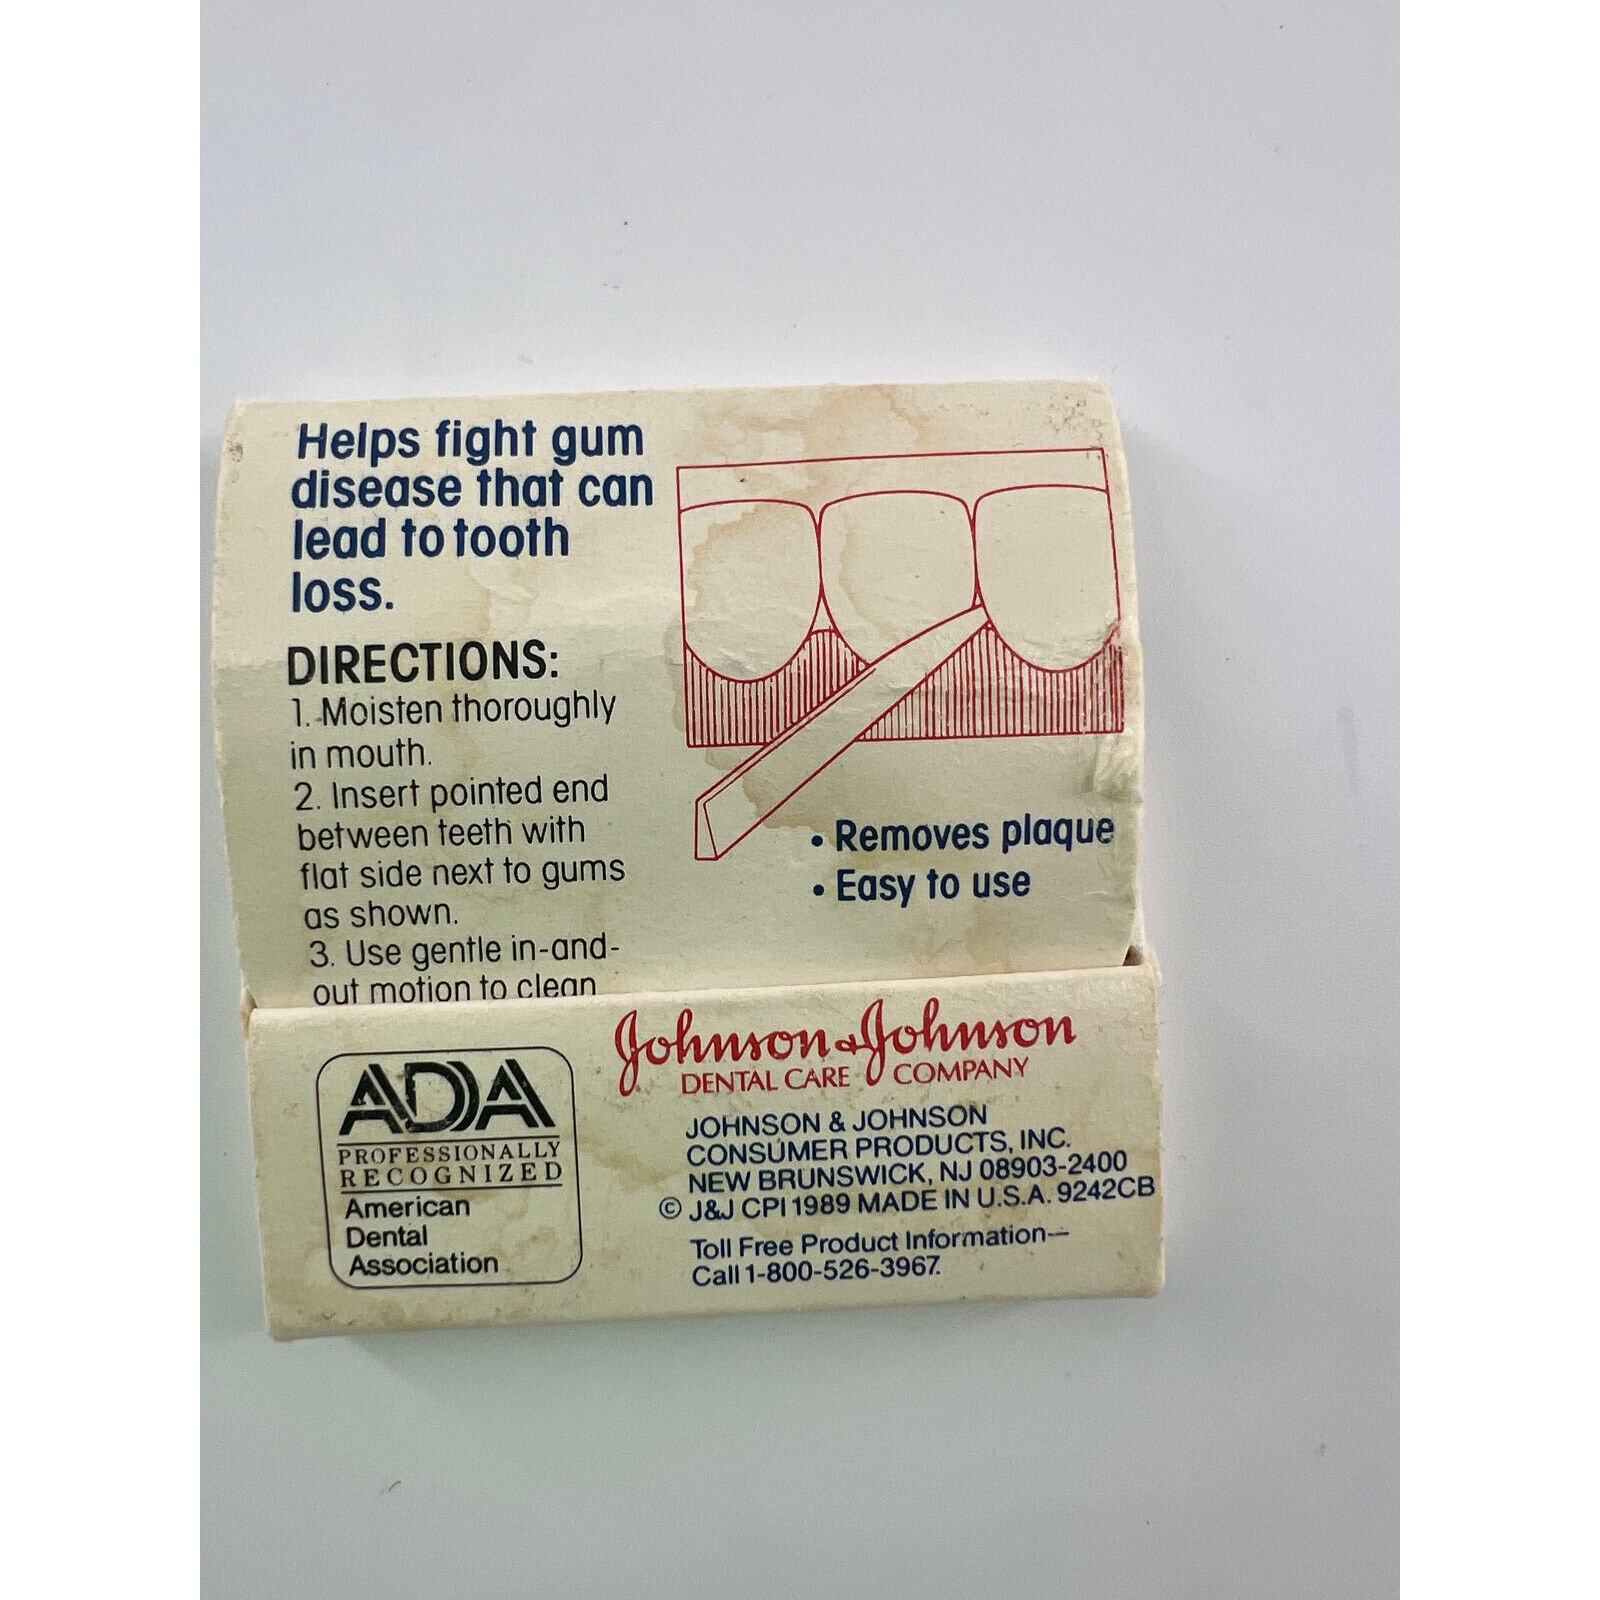 Helps fight gum
disease that can
lead to tooth
loss.
DIRECTIONS:
1. Moisten thoroughly
in mouth.
2. Insert pointed end
between teeth with
flat side next to gums
as shown.
3. Use gentle in-and-
out motion to clean
• Removes plaque
• Easy to use
ADA
PROFESSIONALLY
RECOGNIZED
American
Dental
Association
Johnson & Johnson
DENTAL CARE COMPANY
JOHNSON & JOHNSON
CONSUMER PRODUCTS, INC.
NEW BRUNSWICK, NJ 08903-2400
© J&J CPI 1989 MADE IN U.S.A. 9242CB
Toll Free Product Information—
Call 1-800-526-3967.